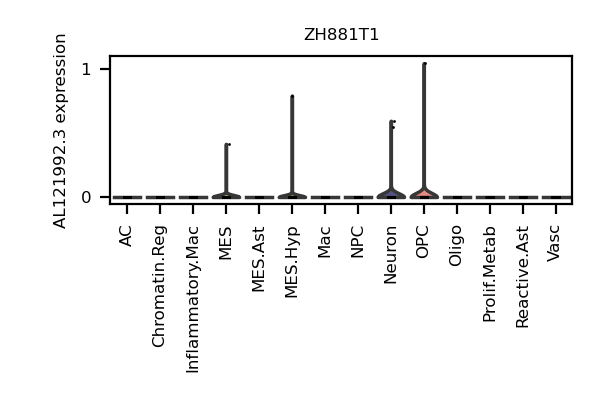 ZH881T1
AL121992.3 expression
1
0
AC
Chromatin.Reg
Inflammatory.Mac
MES
MES.Ast
MES.Hyp
Mac
NPC
Neuron
OPC
Oligo
Prolif.Metab
Reactive.Ast
Vasc